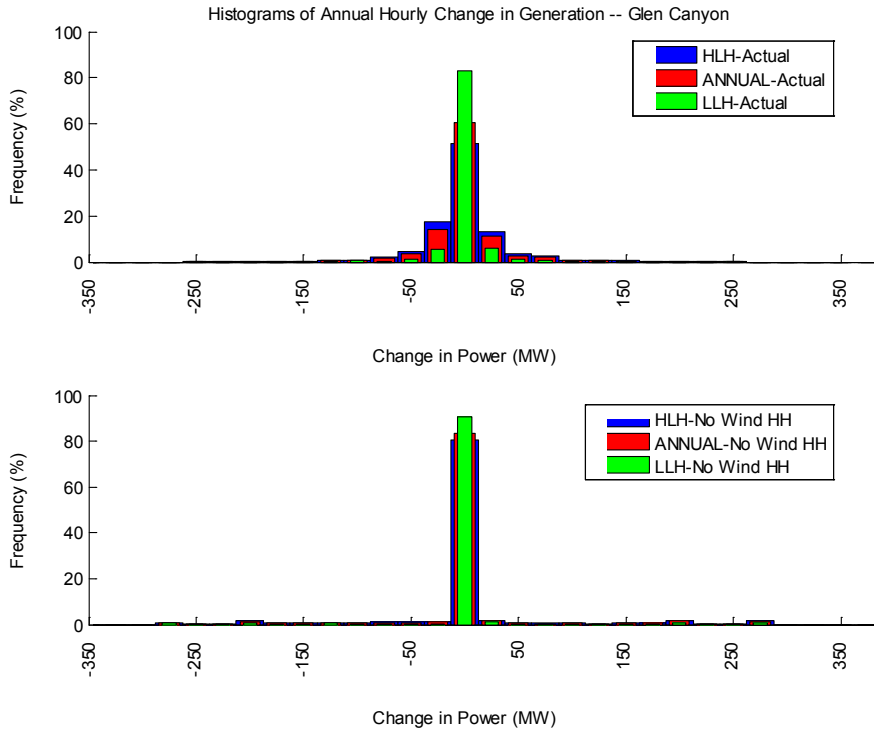 Histograms of Annual Hourly Change in Generation -- Glen Canyon
Frequency (%)
100
80
60
40
20
0
HLH-Actual
ANNUAL-Actual
LLH-Actual
-350
-250
-50
50
150
250
350
Change in Power (MW)
Frequency (%)
100
80
60
40
20
0
HLH-No Wind HH
ANNUAL-No Wind HH
LLH-No Wind HH
-350
-250
-50
50
150
250
350
Change in Power (MW)